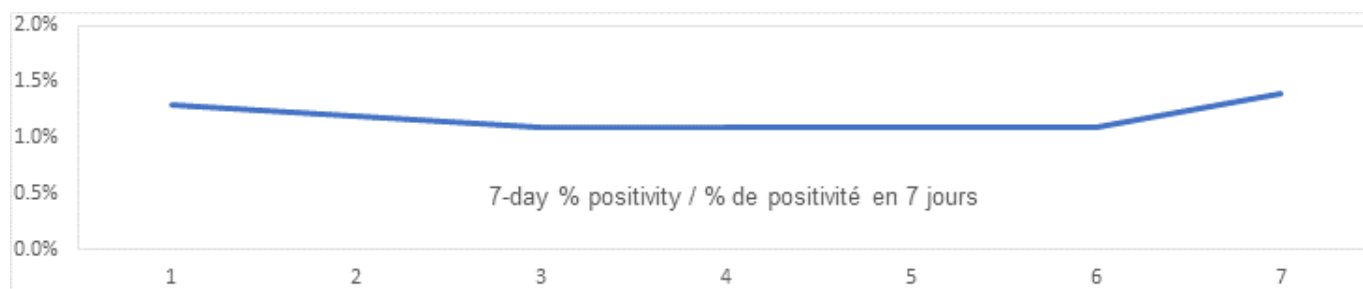 2.0%
1.5%
1.0%
0.5%
7-day % positivity / % de positivité en 7 jours
0.0%
1 2 3 4 5 6 7